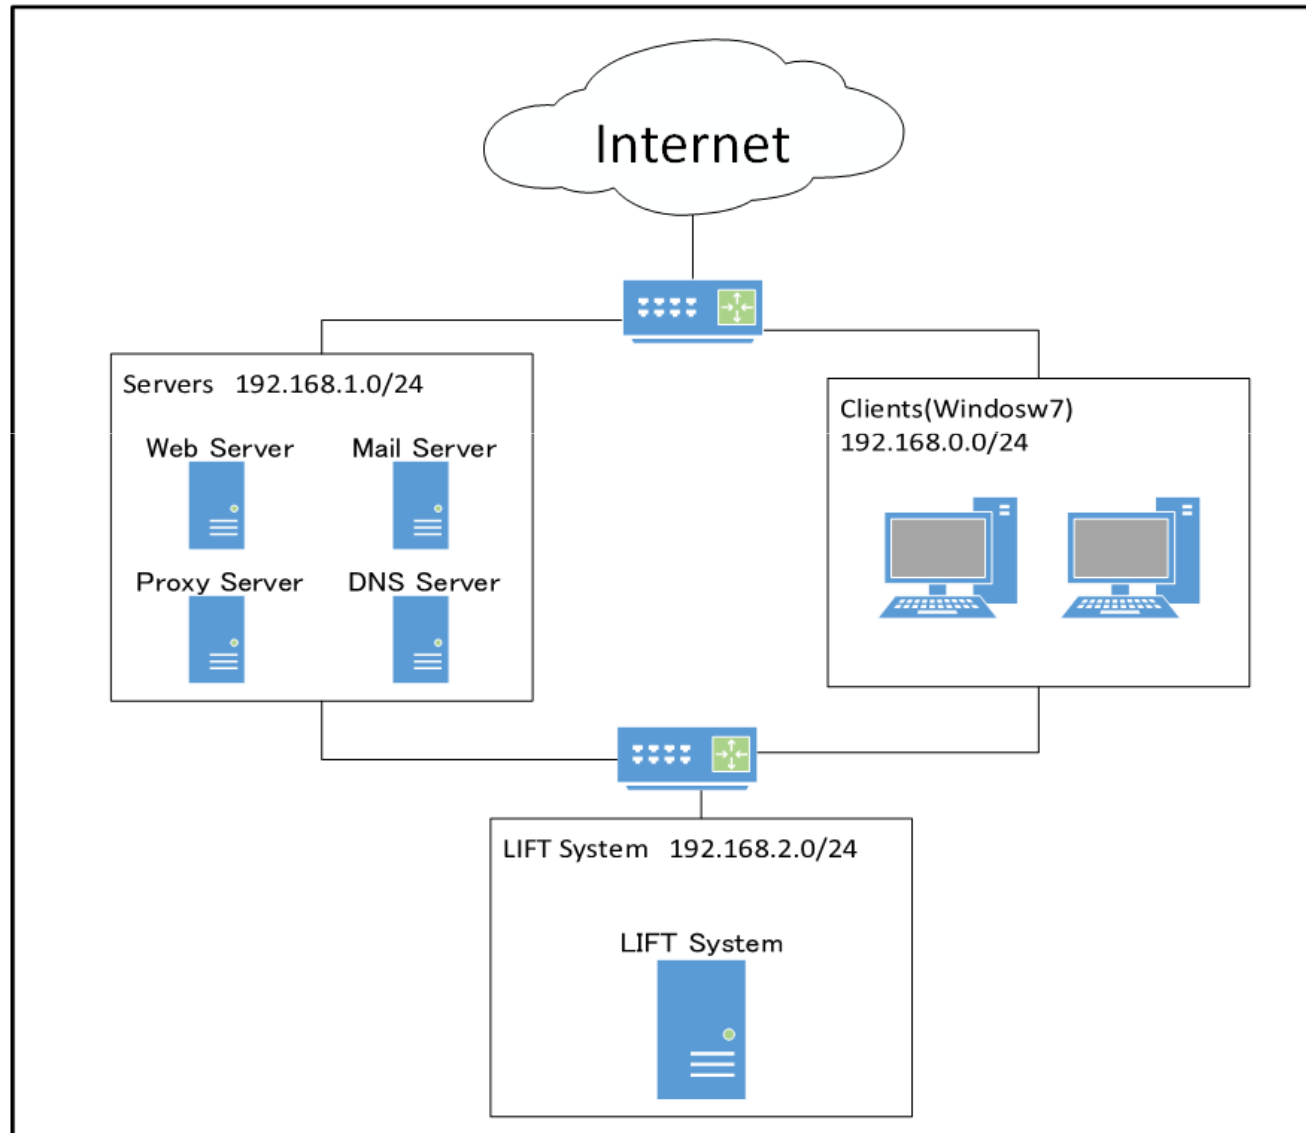 Internet
Servers 192.168.1.0/24
Web Server Mail Server
Proxy Server DNS Server
Clients(Windosw7)
192.168.0.0/24
LIFT System 192.168.2.0/24
LIFT System